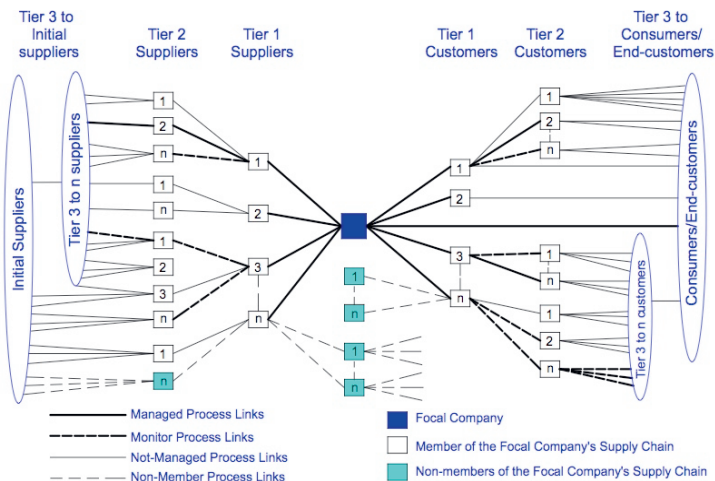 Tier 3 to
Initial
suppliers
Tier 2
Suppliers
Tier 1
Suppliers
Tier 1
Customers
Tier 2
Customers
Tier 3 to
Consumers/
End-customers
Initial Suppliers
Tier 3 to n suppliers
1
2
n
1
n
1
2
3
n
1
n
1
2
3
n
1
n
1
n
1
2
3
n
1
2
n
1
n
1
2
n
Tier 3 to n customers
Consumers/End-customers
Managed Process Links
Monitor Process Links
Not-Managed Process Links
Non-Member Process Links
Focal Company
Member of the Focal Company's Supply Chain
Non-members of the Focal Company's Supply Chain